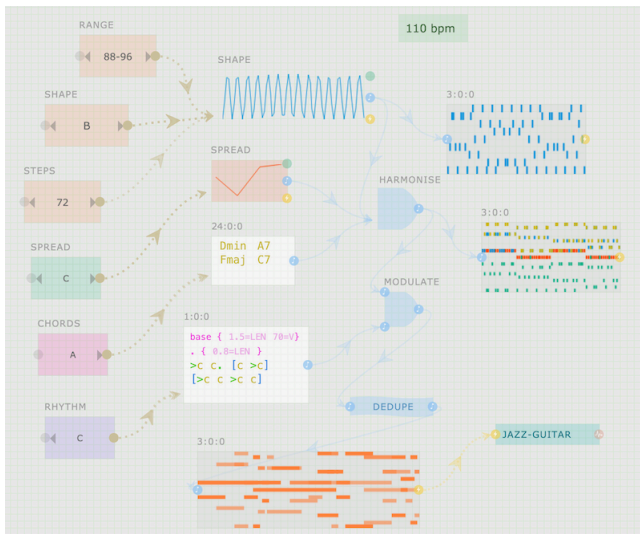 RANGE
110 bpm
88-96
SHAPE
SHAPE
3:0:0
B
STEPS
SPREAD
HARMONISE
72
24:0:0
3:0:0
SPREAD
Dmin A7
Fmaj C7
C
MODULATE
CHORDS
1:0:0
base { 1.5=LEN 70=V}
. { 0.8=LEN }
>c c. [c >c]
[>c c >c c]
A
RHYTHM
DEDUPE
C
3:0:0
JAZZ-GUITAR